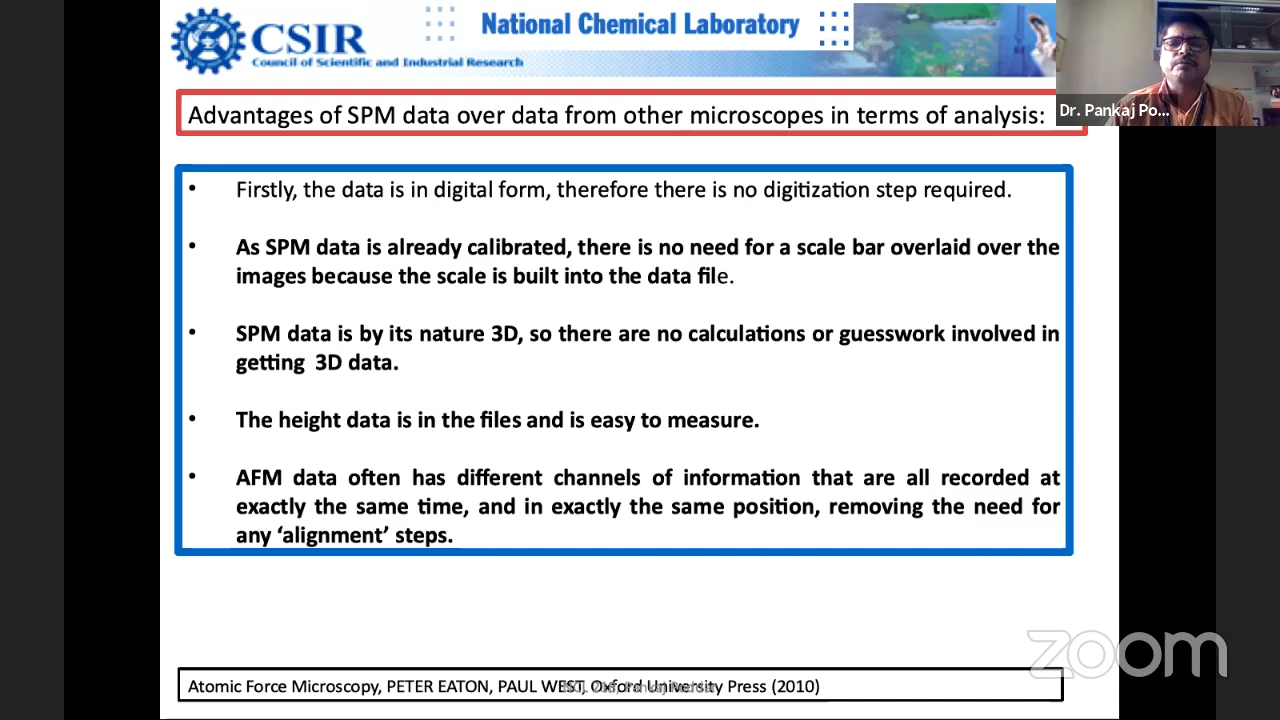 CSIR
Council of Scientific and Industrial Research
National Chemical Laboratory
Dr. Pankaj Po...
Advantages of SPM data over data from other microscopes in terms of analysis:
• Firstly, the data is in digital form, therefore there is no digitization step required.
• As SPM data is already calibrated, there is no need for a scale bar overlaid over the
images because the scale is built into the data file.
• SPM data is by its nature 3D, so there are no calculations or guesswork involved in
getting 3D data.
• The height data is in the files and is easy to measure.
• AFM data often has different channels of information that are all recorded at
exactly the same time, and in exactly the same position, removing the need for
any ‘alignment’ steps.
zoom
Atomic Force Microscopy, PETER EATON, PAUL WEST, Oxford University Press (2010)